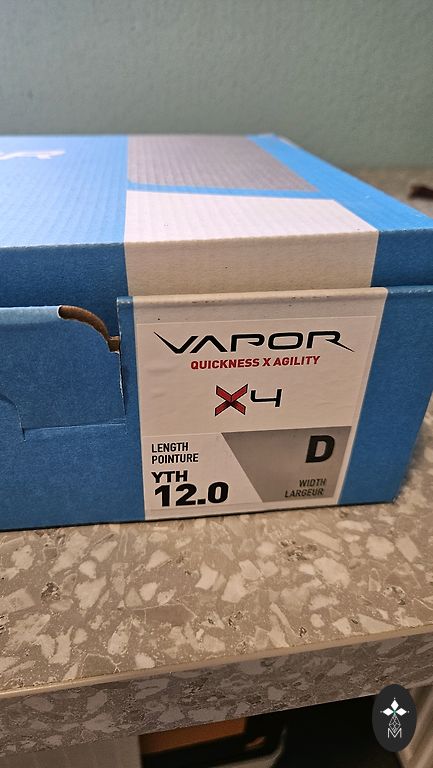 VAPOR
QUICKNESS X AGILITY
X4
LENGTH
POINTURE
YTH
12.0
D
WIDTH
LARGEUR
M